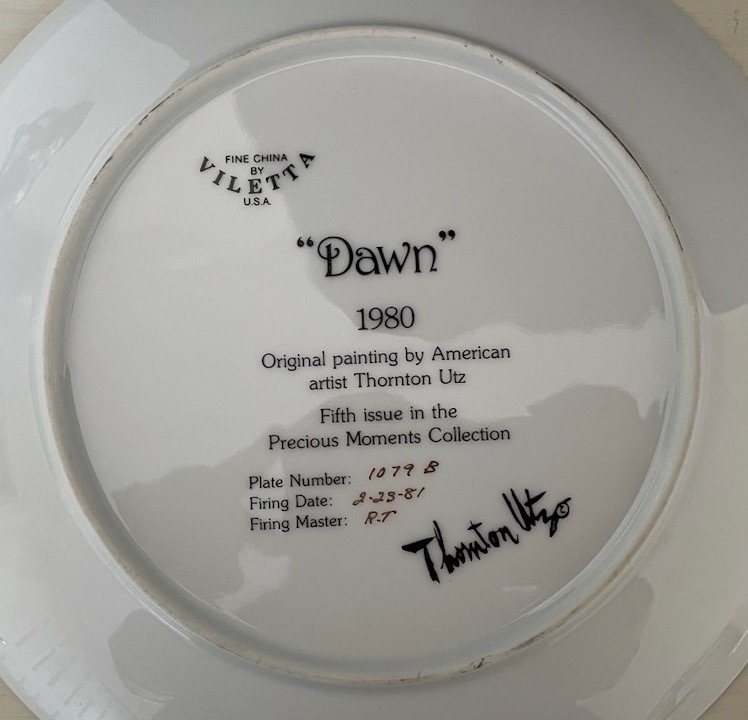 FINE CHINA
BY
VILETTA
U.S.A.
“Dawn”
1980
Original painting by American
artist Thornton Utz
Fifth issue in the
Precious Moments Collection
Plate Number: 1079 B
Firing Date: 2-23-81
Firing Master: R-T
Thornton Utz ©